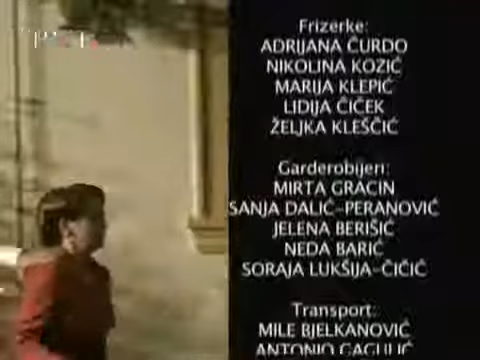 Frizerke:
ADRIJANA ČURDO
NIKOLINA KOZIĆ
MARIJA KLEPIĆ
LIDIJA ČIČEK
ŽELJKA KLEŠČIĆ
Garderobijeri:
MIRTA GRACIN
SANJA DALIĆ-PERANOVIĆ
JELENA BERIŠIĆ
NEDA BARIĆ
SORAJA LUKŠIJA-ČIČIĆ
Transport:
MILE BJELKANOVIĆ
ANTONIO